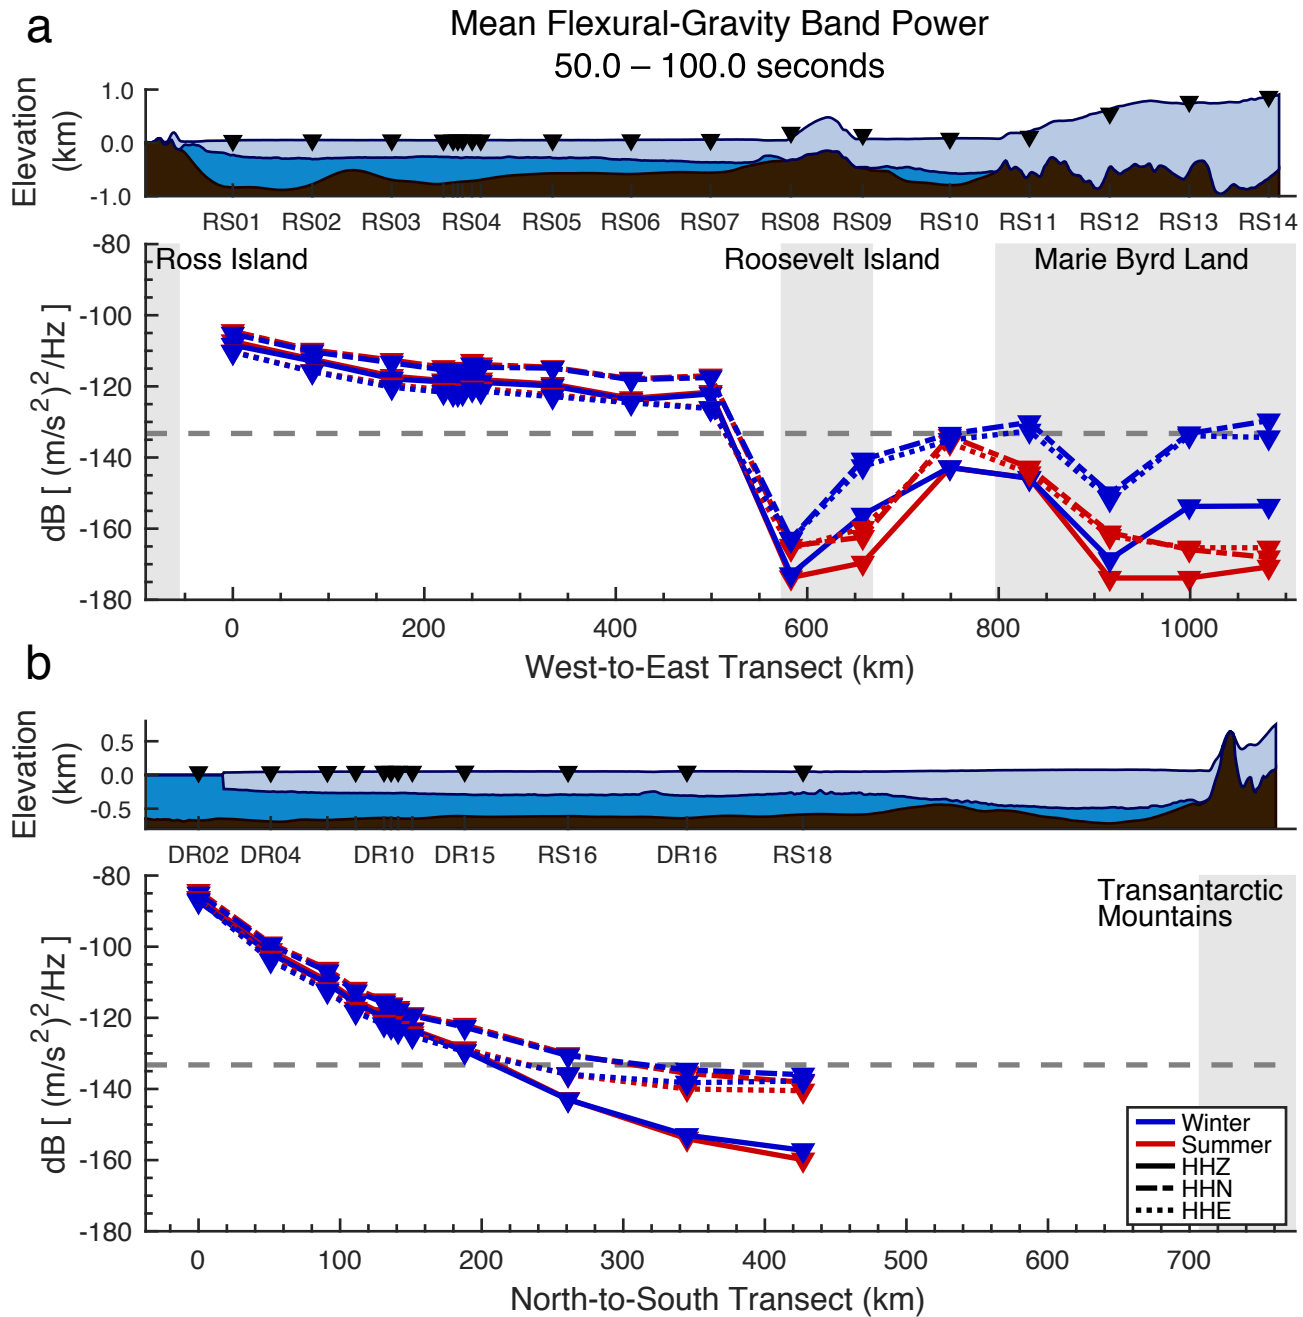 a
Mean Flexural-Gravity Band Power
50.0 – 100.0 seconds
Elevation
(km)
1.0
0.0
-1.0
RS01 RS02 RS03 RS04 RS05 RS06 RS07 RS08 RS09 RS10 RS11 RS12 RS13 RS14
Ross Island Roosevelt Island Marie Byrd Land
dB [ (m/s²)²/Hz ]
-80
-100
-120
-140
-160
-180
0 200 400 600 800 1000
West-to-East Transect (km)
b
Elevation
(km)
0.5
0.0
-0.5
DR02 DR04 DR10 DR15 RS16 DR16 RS18
Transantarctic
Mountains
dB [ (m/s²)²/Hz ]
-80
-100
-120
-140
-160
-180
Winter
Summer
HHZ
HHN
HHE
0 100 200 300 400 500 600 700
North-to-South Transect (km)